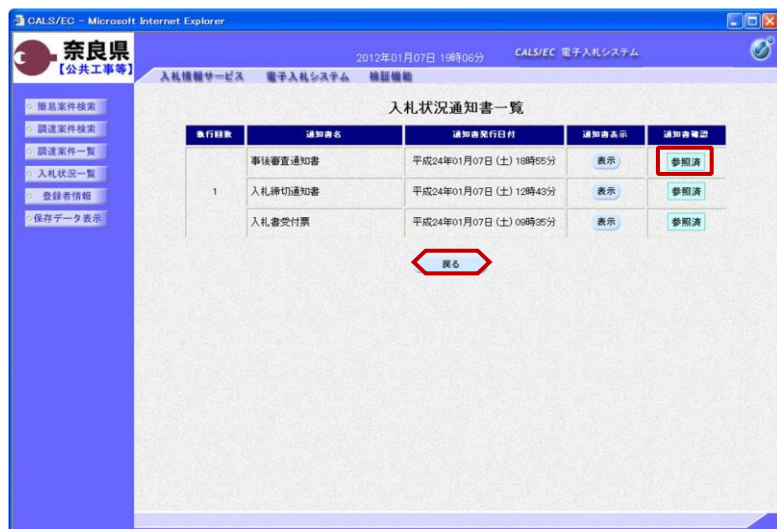 CALS/EC - Microsoft Internet Explorer
奈良県
【公共工事等】
2012年01月07日 19時06分 CALS/EC 電子入札システム
入札情報サービス 電子入札システム 検証機能
簡易案件検索
調達案件検索
調達案件一覧
入札状況一覧
登録者情報
保存データ表示
入札状況通知書一覧
執行回数 通知書名 通知書発行日付 通知書表示 通知書確認
事後審査通知書 平成24年01月07日 (土) 18時55分 表示 参照済
1 入札締切通知書 平成24年01月07日 (土) 12時43分 表示 参照済
入札書受付票 平成24年01月07日 (土) 09時35分 表示 参照済
戻る